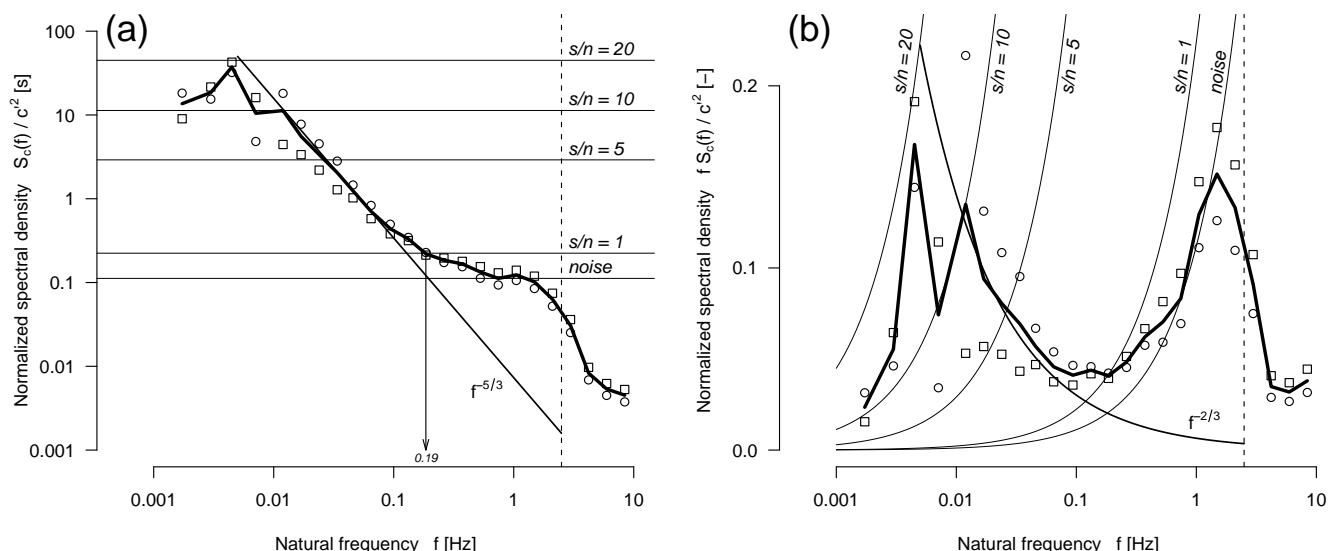 (a)
Normalized spectral density S_c(f) / c'^2 [s]
100
10
1
0.1
0.01
0.001
s/n = 20
s/n = 10
s/n = 5
s/n = 1
noise
f^{-5/3}
0.19
0.001 0.01 0.1 1 10
Natural frequency f [Hz]
(b)
Normalized spectral density f S_c(f) / c'^2 [–]
0.2
0.1
0.0
s/n = 20
s/n = 10
s/n = 5
s/n = 1
noise
f^{-2/3}
0.001 0.01 0.1 1 10
Natural frequency f [Hz]